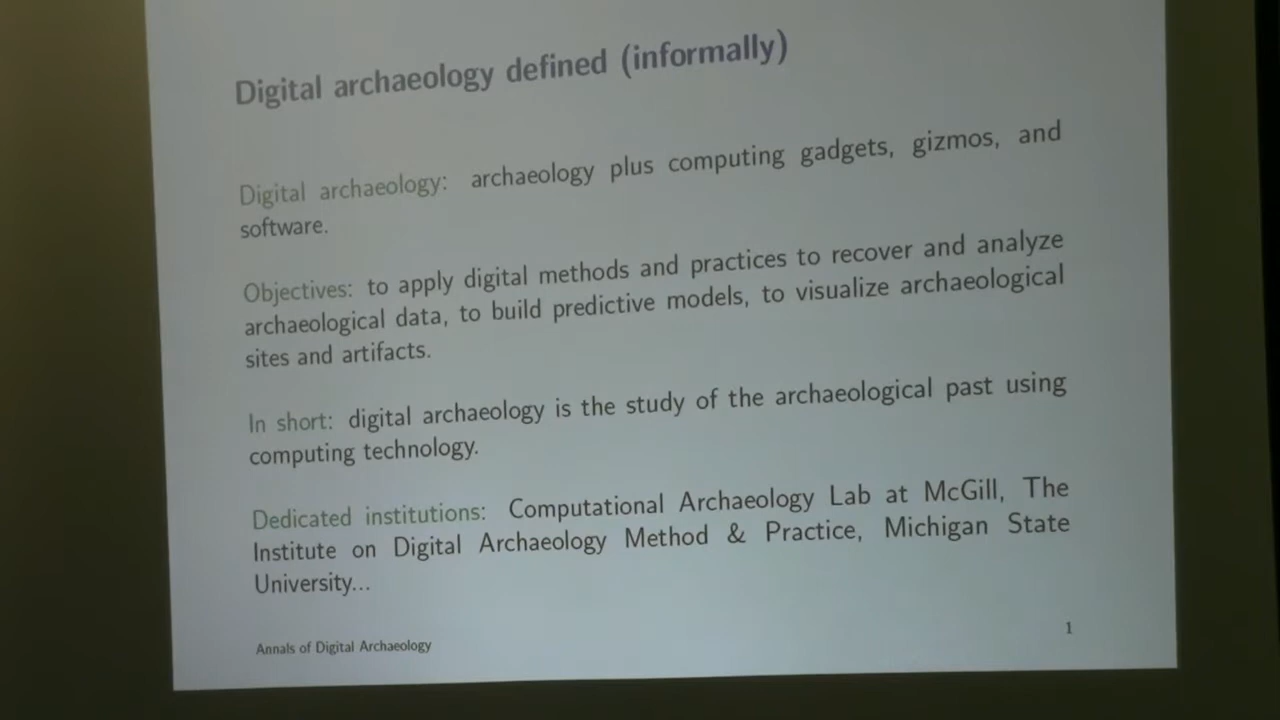 Digital archaeology defined (informally)
Digital archaeology: archaeology plus computing gadgets, gizmos, and
software.
Objectives: to apply digital methods and practices to recover and analyze
archaeological data, to build predictive models, to visualize archaeological
sites and artifacts.
In short: digital archaeology is the study of the archaeological past using
computing technology.
Dedicated institutions: Computational Archaeology Lab at McGill, The
Institute on Digital Archaeology Method & Practice, Michigan State
University...
Annals of Digital Archaeology
1